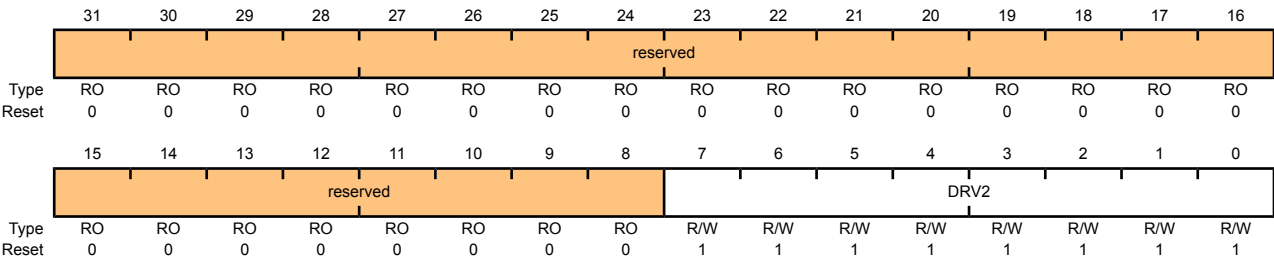 31 30 29 28 27 26 25 24 23 22 21 20 19 18 17 16
reserved
Type RO RO RO RO RO RO RO RO RO RO RO RO RO RO RO RO
Reset 0 0 0 0 0 0 0 0 0 0 0 0 0 0 0 0
15 14 13 12 11 10 9 8 7 6 5 4 3 2 1 0
reserved DRV2
Type RO RO RO RO RO RO RO RO R/W R/W R/W R/W R/W R/W R/W R/W
Reset 0 0 0 0 0 0 0 0 1 1 1 1 1 1 1 1